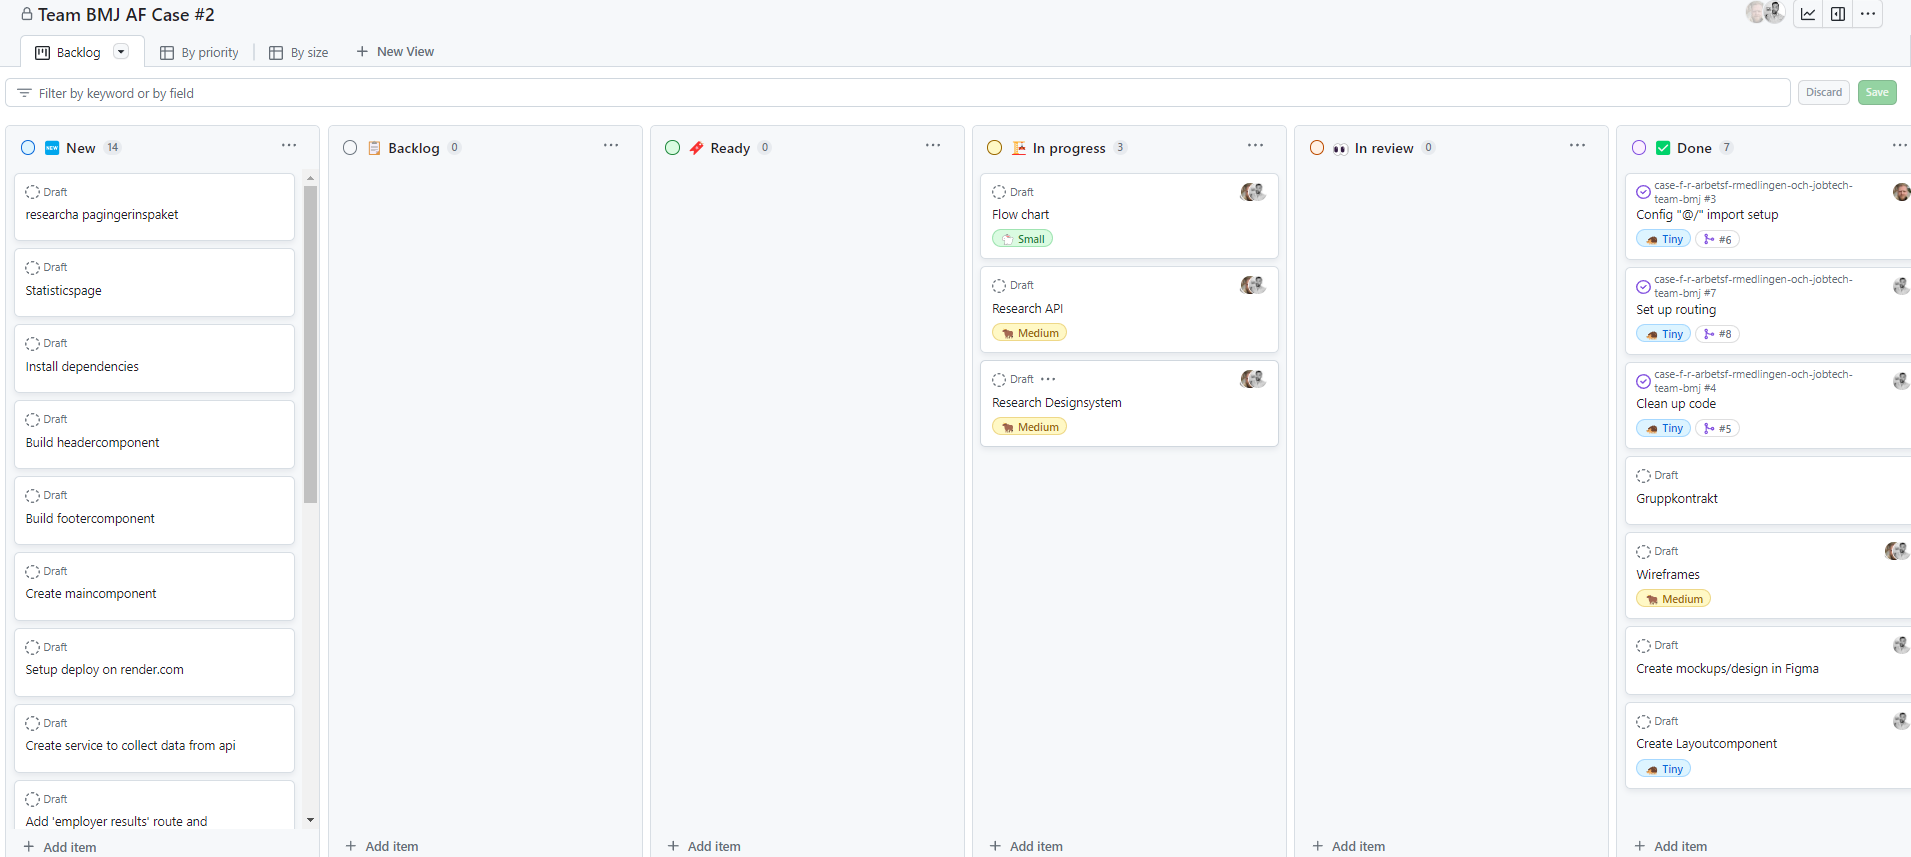 Team BMJ AF Case #2
Backlog
By priority
By size
New View
Filter by keyword or by field
Discard
Save
NEW New 14
Draft
researcha pagingerinspaket
Draft
Statisticspage
Draft
Install dependencies
Draft
Build headercomponent
Draft
Build footercomponent
Draft
Create maincomponent
Draft
Setup deploy on render.com
Draft
Create service to collect data from api
Draft
Add 'employer results' route and
Add item
Backlog 0
Add item
Ready 0
Add item
In progress 3
Draft
Flow chart
Small
Draft
Research API
Medium
Draft
Research Designsystem
Medium
Add item
In review 0
Add item
Done 7
case-f-r-arbetsf-rmedlingen-och-jobtech-
team-bmj #3
Config "@/" import setup
Tiny #6
case-f-r-arbetsf-rmedlingen-och-jobtech-
team-bmj #7
Set up routing
Tiny #8
case-f-r-arbetsf-rmedlingen-och-jobtech-
team-bmj #4
Clean up code
Tiny #5
Draft
Gruppkontrakt
Draft
Wireframes
Medium
Draft
Create mockups/design in Figma
Draft
Create Layoutcomponent
Tiny
Add item